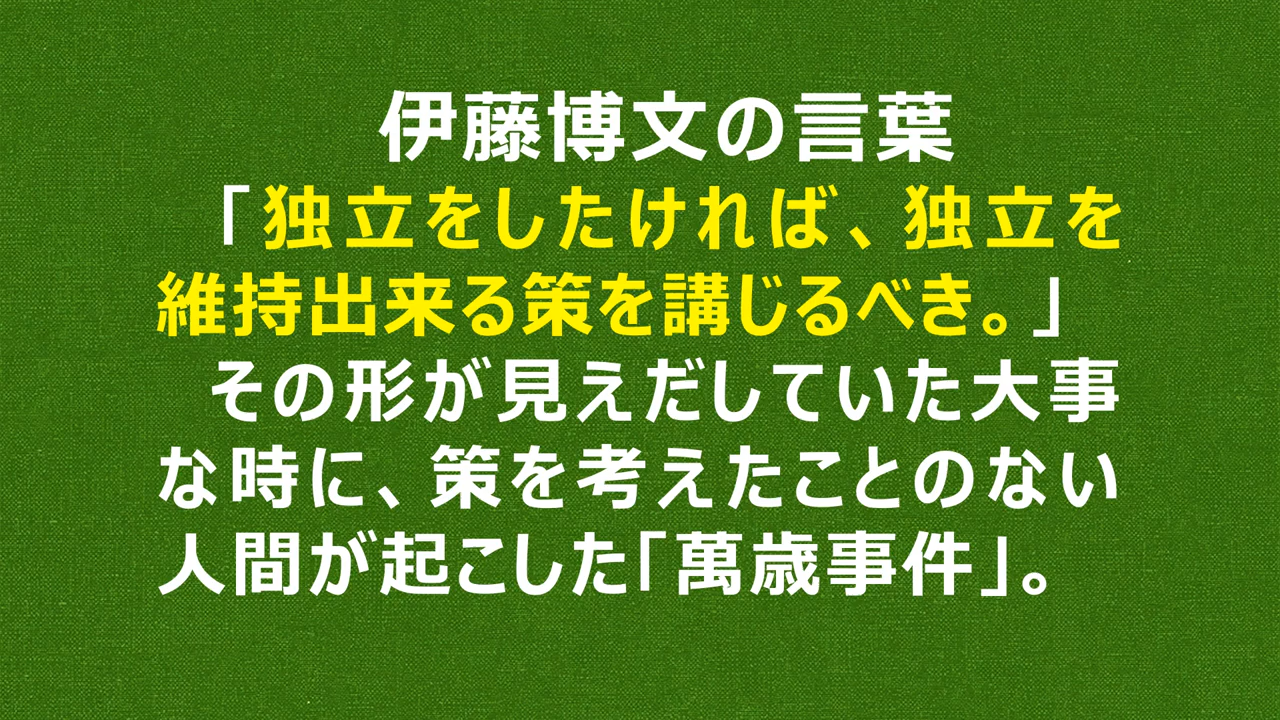 伊藤博文の言葉
「独立をしたければ、独立を
維持出来る策を講じるべき。」
その形が見えだしていた大事
な時に、策を考えたことのない
人間が起こした「萬歳事件」。